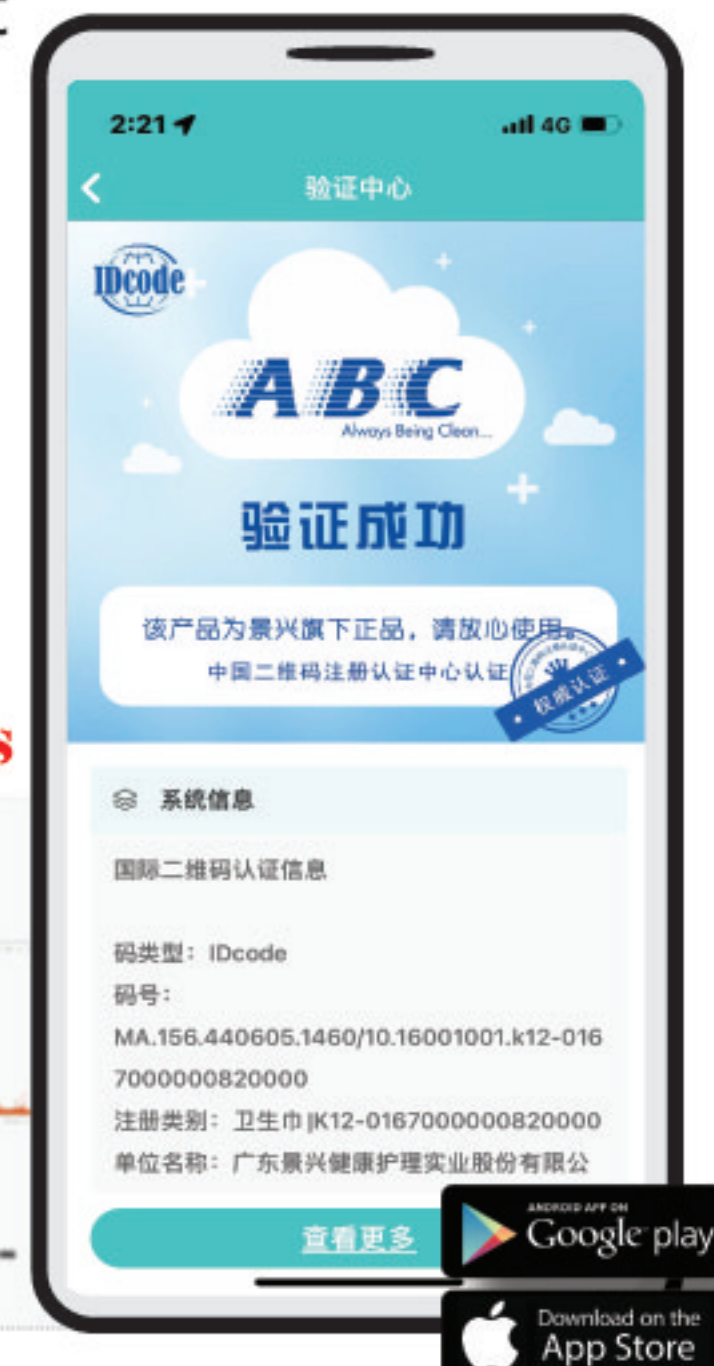 2:21
4G
验证中心
IDcode
ABC
Always Being Clean...
验证成功
该产品为景兴旗下正品，请放心使用。
中国二维码注册认证中心认证
权威认证
系统信息
国际二维码认证信息
码类型：IDcode
码号：
MA.156.440605.1460/10.16001001.k12-016
7000000820000
注册类别：卫生巾|K12-0167000000820000
单位名称：广东景兴健康护理实业股份有限公
查看更多
ANDROID APP ON
Google play
Download on the
App Store
s